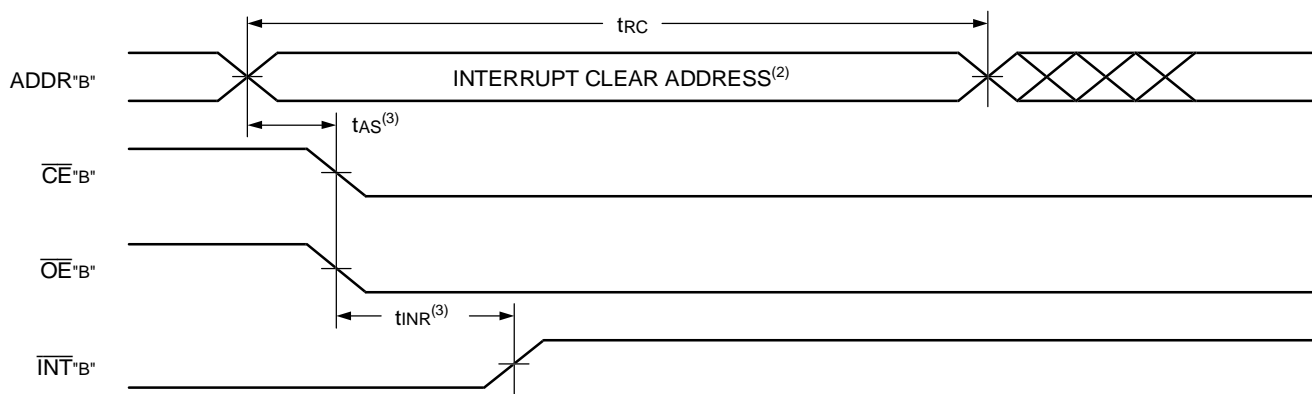 tRC
ADDR"B"
INTERRUPT CLEAR ADDRESS(2)
tAS(3)
CE"B"
OE"B"
tINR(3)
INT"B"